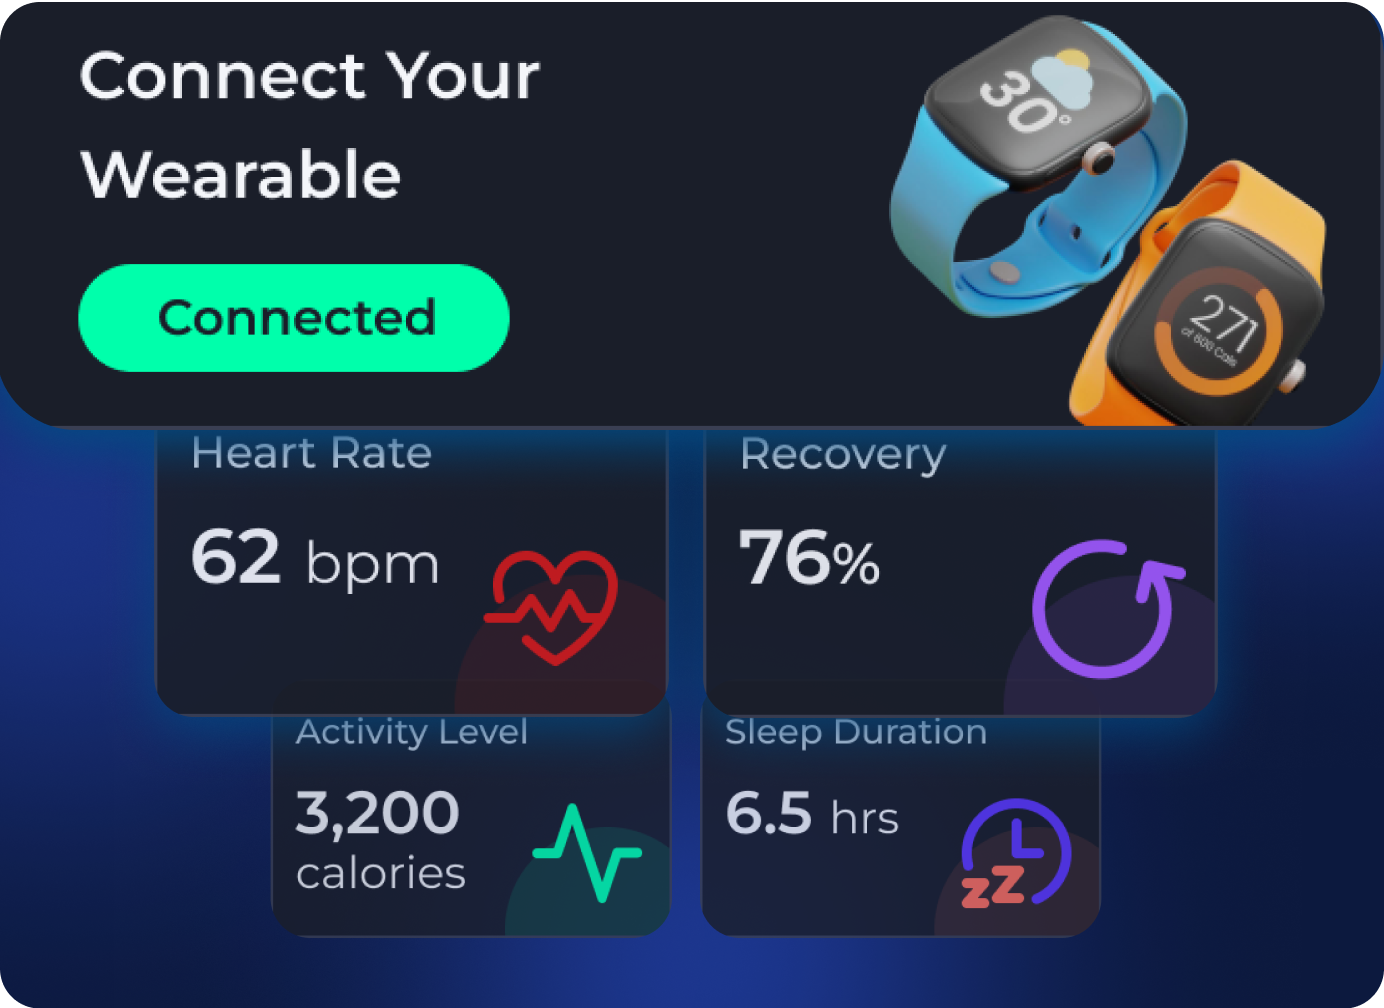 Connect Your
Wearable
30°
Connected
271
of 600 Cals
Heart Rate
Recovery
62 bpm
76%
Activity Level
Sleep Duration
3,200
calories
6.5 hrs
zZ